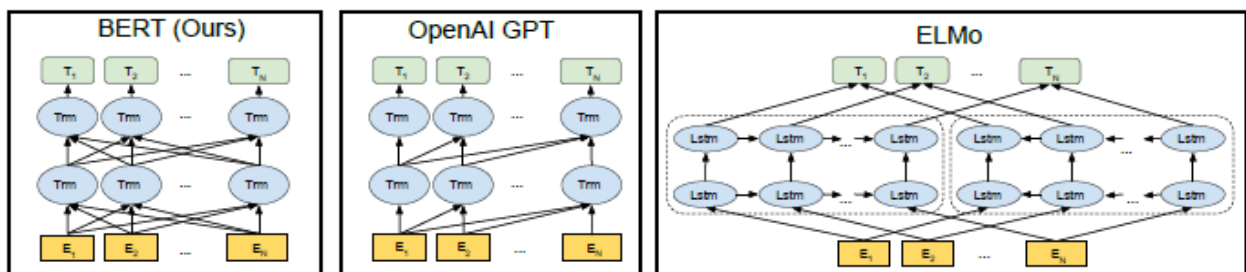 BERT (Ours)
T1 T2 ... TN
Trm Trm ... Trm
Trm Trm ... Trm
E1 E2 ... EN
OpenAI GPT
T1 T2 ... TN
Trm Trm ... Trm
Trm Trm ... Trm
E1 E2 ... EN
ELMo
T1 T2 ... TN
Lstm Lstm ... Lstm Lstm Lstm ... Lstm
Lstm Lstm ... Lstm Lstm Lstm ... Lstm
E1 E2 ... EN